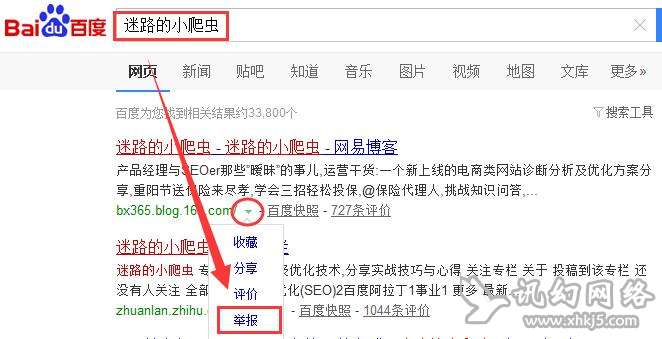 Baidu百度 迷路的小爬虫
网页 新闻 贴吧 知道 音乐 图片 视频 地图 文库 更多»
百度为您找到相关结果约33,800个 搜索工具
迷路的小爬虫 - 迷路的小爬虫 - 网易博客
产品经理与SEOer那些"暧昧"的事儿,运营干货:一个新上线的电商类网站诊断分析及优化方案分
享,重阳节送保险来尽孝,学会三招轻松投保,@保险代理人,挑战知识问答,...
bx365.blog.16 .com/ - 百度快照 - 727条评价
收藏
迷路的小爬虫
分享
迷路的小爬虫 专 级优化技术,分享实战技巧与心得 关注专栏 关于 投稿到该专栏 还
评价
没有人关注 全部 优化(SEO)2百度阿拉丁1事业1 更多 最新
举报
zhuanlan.zhihu.c - 百度快照 - 1044条评价
讯幻网络
www.xhkj5.com